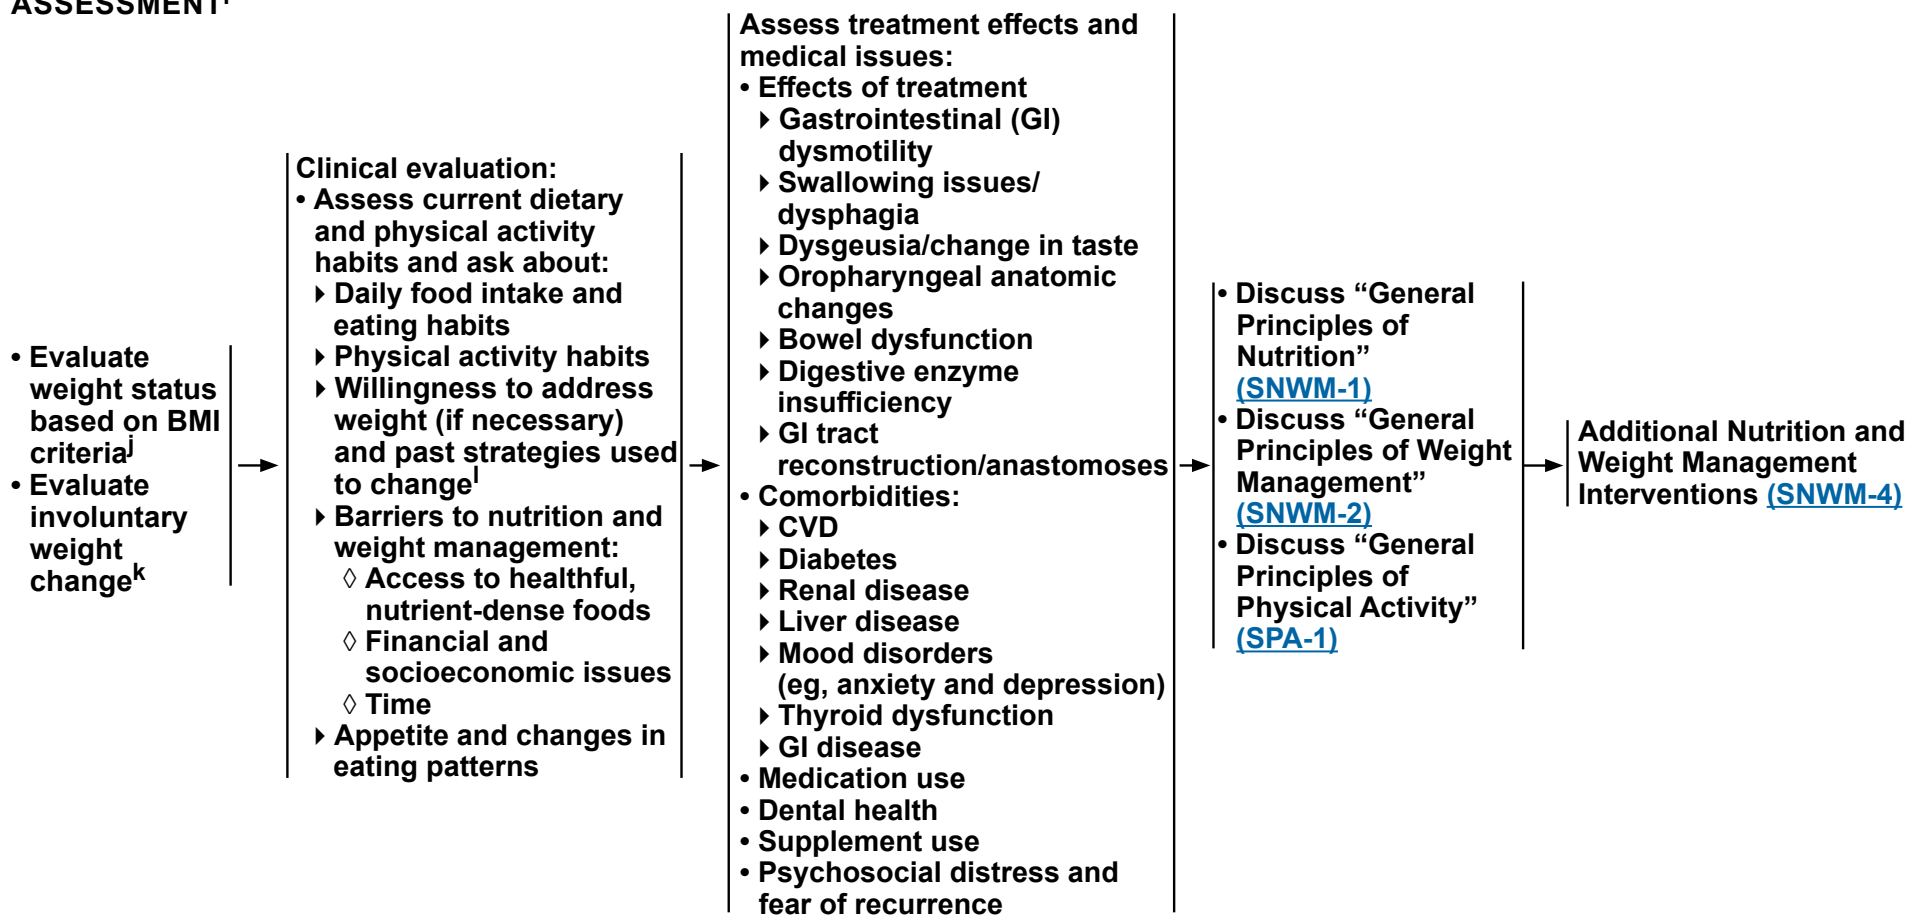 ASSESSMENT
• Evaluate
weight status
based on BMI
criteriaj
• Evaluate
involuntary
weight
changek
Clinical evaluation:
• Assess current dietary
and physical activity
habits and ask about:
▸ Daily food intake and
eating habits
▸ Physical activity habits
▸ Willingness to address
weight (if necessary)
and past strategies used
to changel
▸ Barriers to nutrition and
weight management:
◊ Access to healthful,
nutrient-dense foods
◊ Financial and
socioeconomic issues
◊ Time
▸ Appetite and changes in
eating patterns
Assess treatment effects and
medical issues:
• Effects of treatment
▸ Gastrointestinal (GI)
dysmotility
▸ Swallowing issues/
dysphagia
▸ Dysgeusia/change in taste
▸ Oropharyngeal anatomic
changes
▸ Bowel dysfunction
▸ Digestive enzyme
insufficiency
▸ GI tract
reconstruction/anastomoses
• Comorbidities:
▸ CVD
▸ Diabetes
▸ Renal disease
▸ Liver disease
▸ Mood disorders
(eg, anxiety and depression)
▸ Thyroid dysfunction
▸ GI disease
• Medication use
• Dental health
• Supplement use
• Psychosocial distress and
fear of recurrence
• Discuss “General
Principles of
Nutrition”
(SNWM-1)
• Discuss “General
Principles of Weight
Management”
(SNWM-2)
• Discuss “General
Principles of
Physical Activity”
(SPA-1)
Additional Nutrition and
Weight Management
Interventions (SNWM-4)